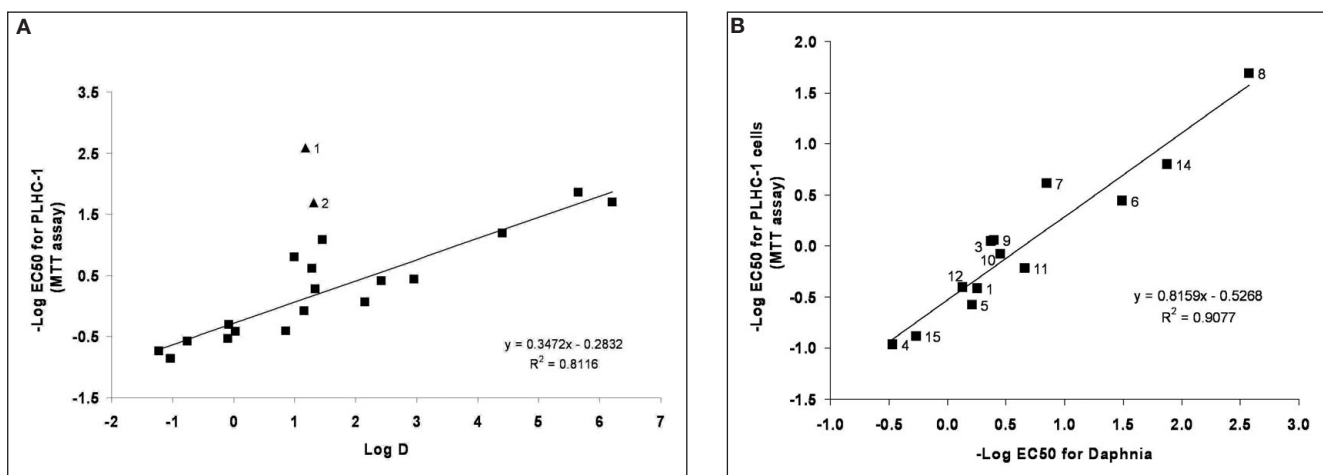 A
-Log EC50 for PLHC-1
(MTT assay)
3.5
2.5
1.5
0.5
-0.5
-1.5
1
2
y = 0.3472x - 0.2832
R² = 0.8116
-2 -1 0 1 2 3 4 5 6 7
Log D
B
-Log EC50 for PLHC-1 cells
(MTT assay)
2.0
1.5
1.0
0.5
0.0
-0.5
-1.0
-1.5
8
14
7
6
3 9
10
11
12
1
5
15
4
y = 0.8159x - 0.5268
R² = 0.9077
-1.0 -0.5 0.0 0.5 1.0 1.5 2.0 2.5 3.0
-Log EC50 for Daphnia